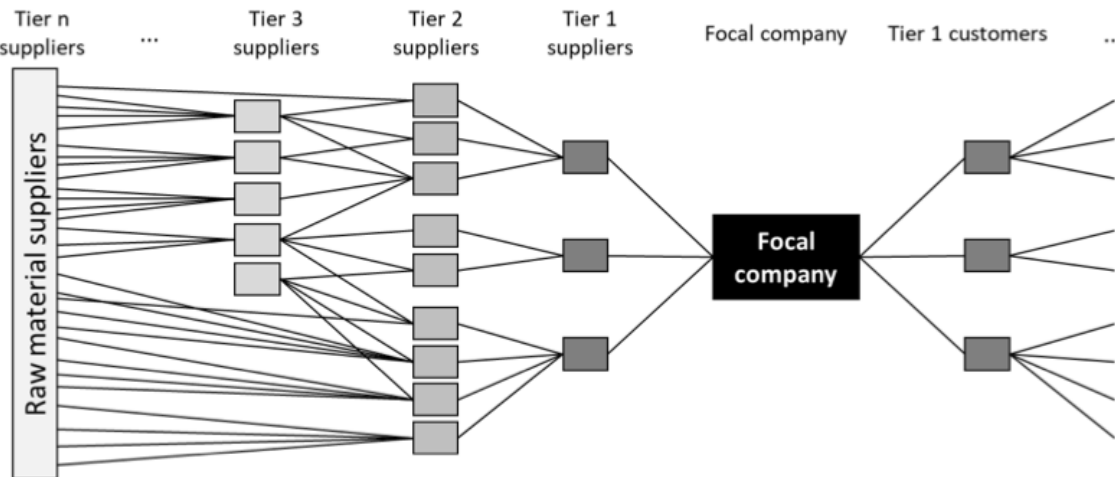 Tier n
suppliers
...
Tier 3
suppliers
Tier 2
suppliers
Tier 1
suppliers
Focal company
Tier 1 customers
..
Raw material suppliers
Focal
company